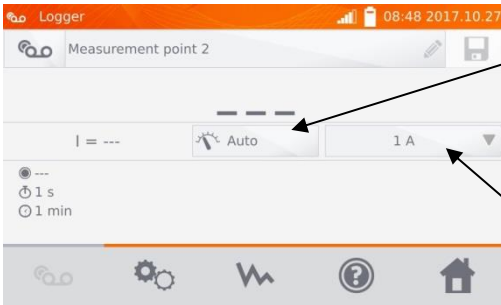 Logger 08:48 2017.10.27
Measurement point 2
---
I = --- Auto 1 A
---
1 s
1 min